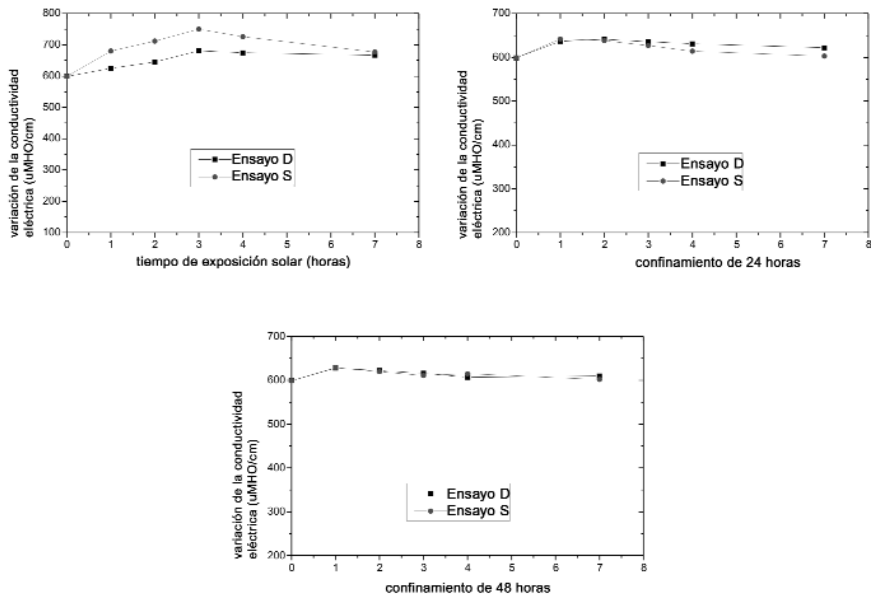 800
700
600
500
400
300
200
100
variación de la conductividad
eléctrica (uMHO/cm)
Ensayo D
Ensayo S
0 1 2 3 4 5 6 7 8
tiempo de exposición solar (horas)
700
600
500
400
300
200
variación de la conductividad
eléctrica (uMHO/cm)
Ensayo D
Ensayo S
0 1 2 3 4 5 6 7 8
confinamiento de 24 horas
700
600
500
400
300
200
variación de la conductividad
eléctrica (uMHO/cm)
Ensayo D
Ensayo S
0 1 2 3 4 5 6 7 8
confinamiento de 48 horas